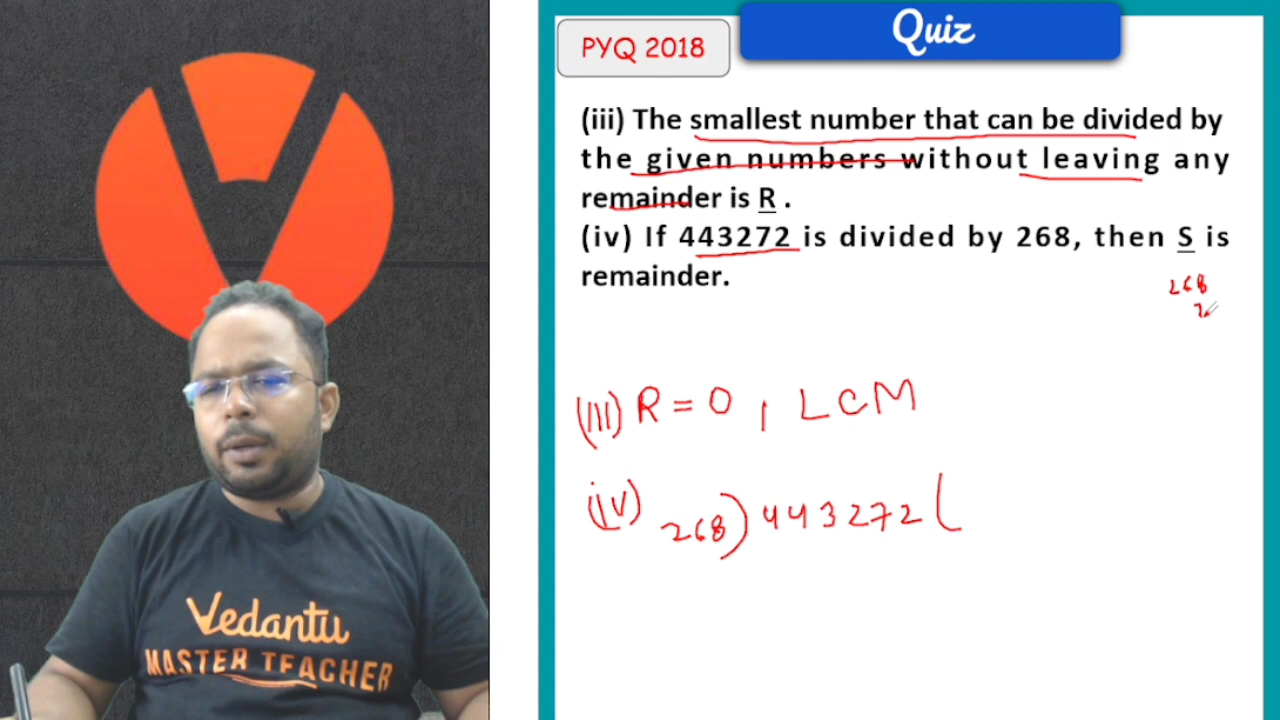 PYQ 2018
Quiz
(iii) The smallest number that can be divided by
the given numbers without leaving any
remainder is R .
(iv) If 443272 is divided by 268, then S is
remainder.
268
(III) R = 0 , LCM
(iv) 268)443272(
Vedantu
MASTER TEACHER